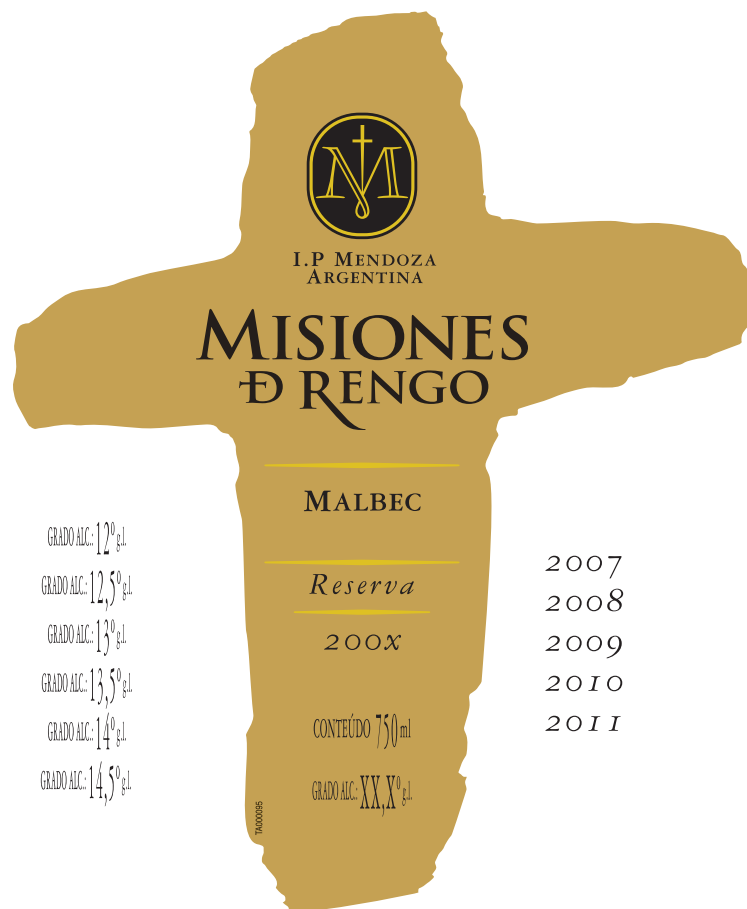 M
I.P MENDOZA
ARGENTINA
MISIONES
Đ RENGO
MALBEC
Reserva
200X
CONTEÚDO 750 ml
GRADO ALC.: XX,Xº g.l.
TA000095
GRADO ALC.: 12º g.l.
GRADO ALC.: 12,5º g.l.
GRADO ALC.: 13º g.l.
GRADO ALC.: 13,5º g.l.
GRADO ALC.: 14º g.l.
GRADO ALC.: 14,5º g.l.
2007
2008
2009
2010
2011